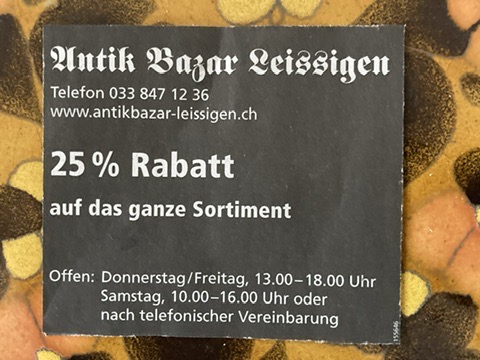 Antik Bazar Leissigen
Telefon 033 847 12 36
www.antikbazar-leissigen.ch
25 % Rabatt
auf das ganze Sortiment
Offen: Donnerstag/Freitag, 13.00–18.00 Uhr
Samstag, 10.00–16.00 Uhr oder
nach telefonischer Vereinbarung